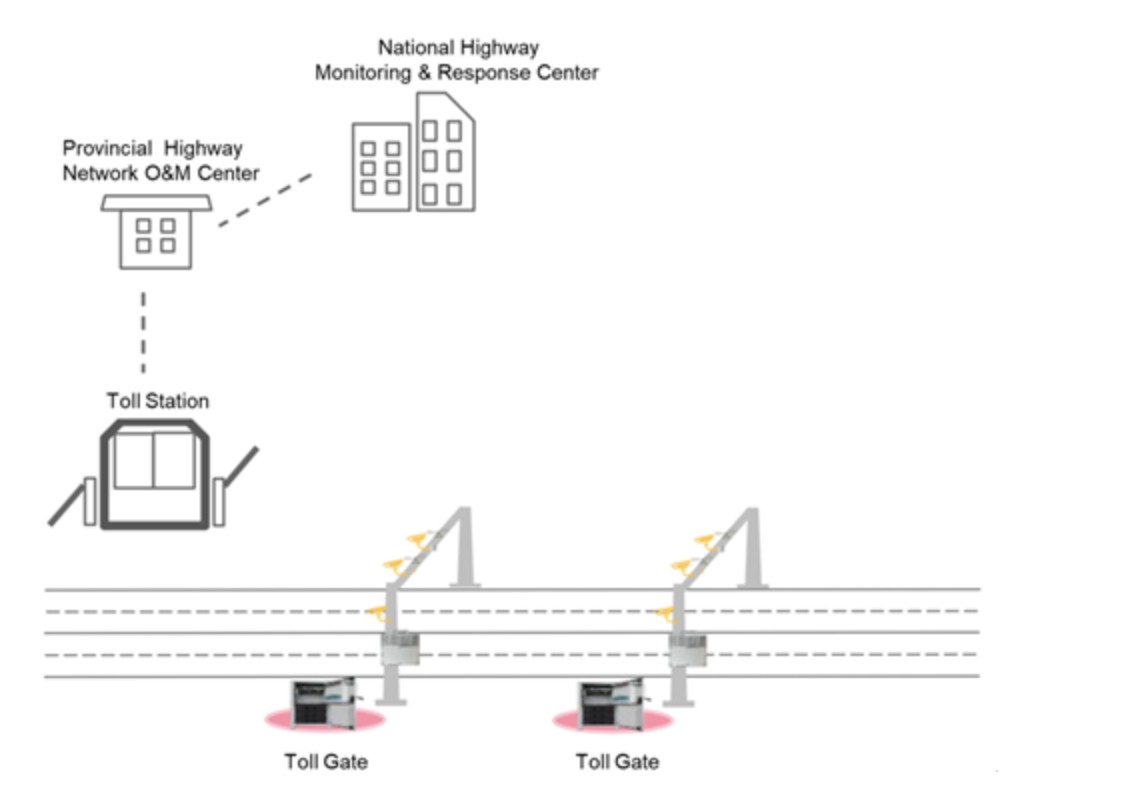 National Highway
Monitoring & Response Center
Provincial Highway
Network O&M Center
Toll Station
Toll Gate
Toll Gate